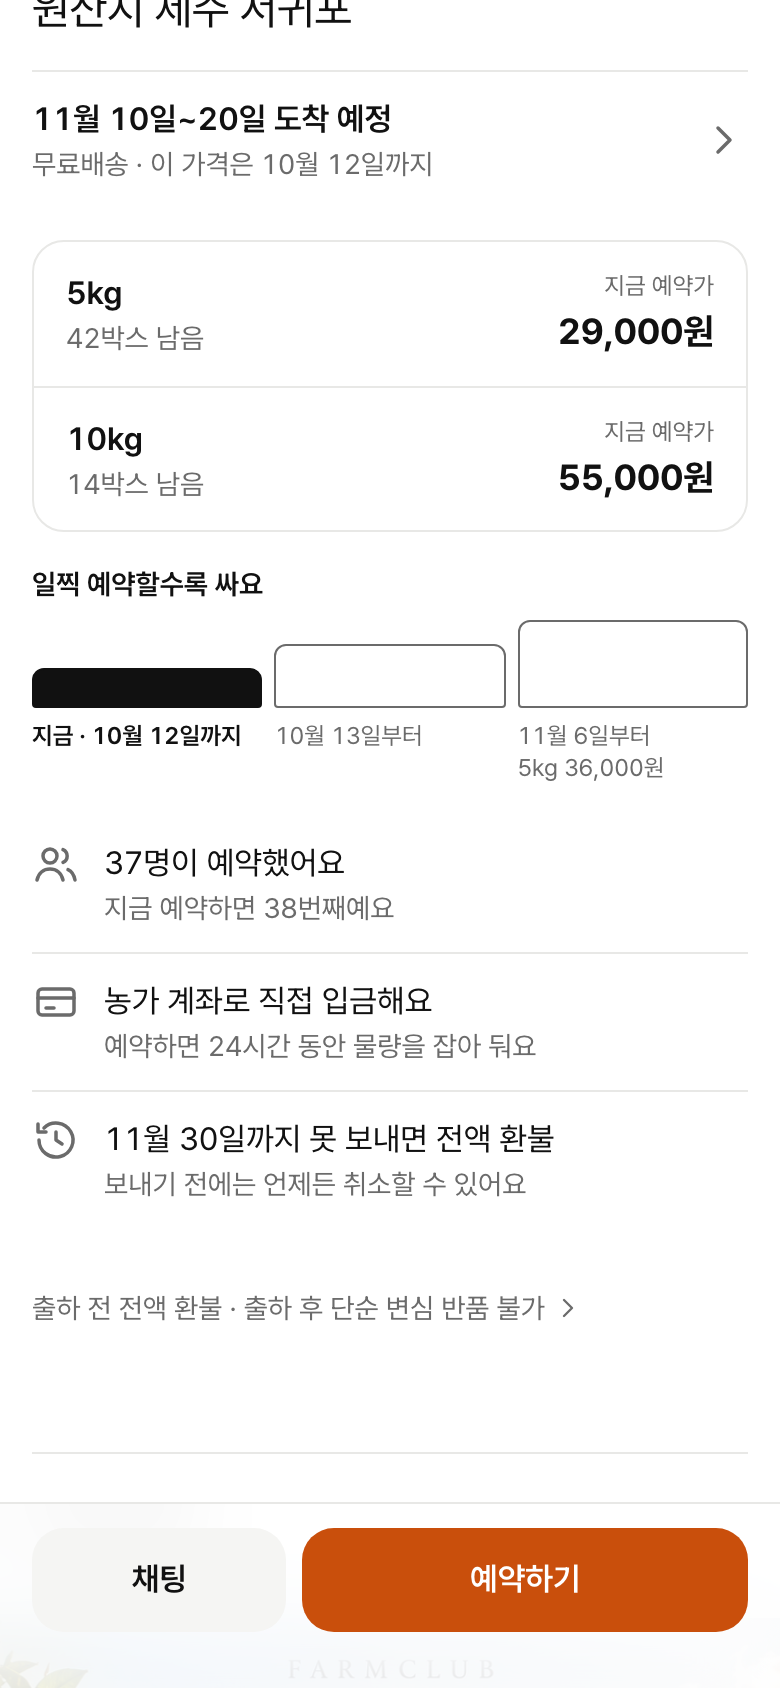 원산지 제주 서귀포
11월 10일~20일 도착 예정
무료배송 · 이 가격은 10월 12일까지
5kg
42박스 남음
지금 예약가
29,000원
10kg
14박스 남음
지금 예약가
55,000원
일찍 예약할수록 싸요
지금 · 10월 12일까지
10월 13일부터
11월 6일부터
5kg 36,000원
37명이 예약했어요
지금 예약하면 38번째예요
농가 계좌로 직접 입금해요
예약하면 24시간 동안 물량을 잡아 둬요
11월 30일까지 못 보내면 전액 환불
보내기 전에는 언제든 취소할 수 있어요
출하 전 전액 환불 · 출하 후 단순 변심 반품 불가
채팅
예약하기
FARMCLUB